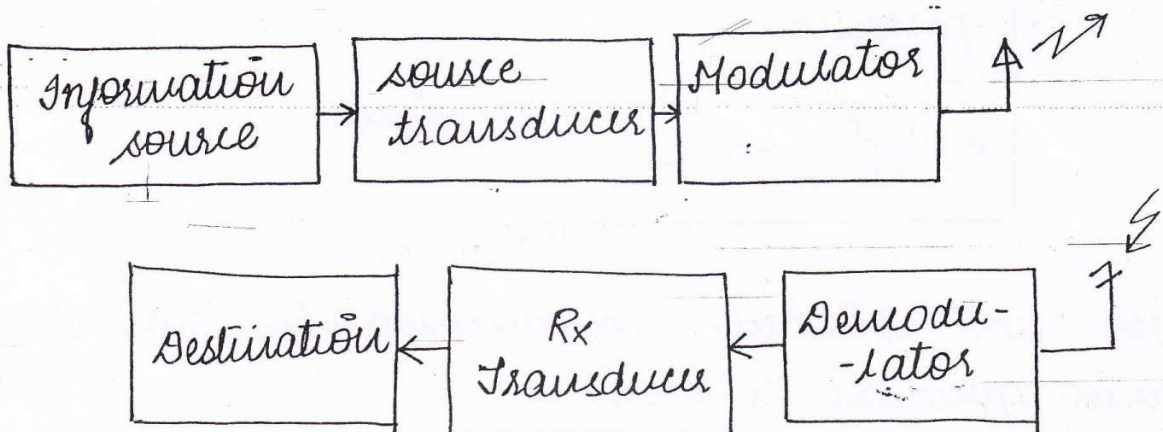 Information
source
source
transducer
Modulator
Destination
Rx
Transducer
Demodu-
-lator